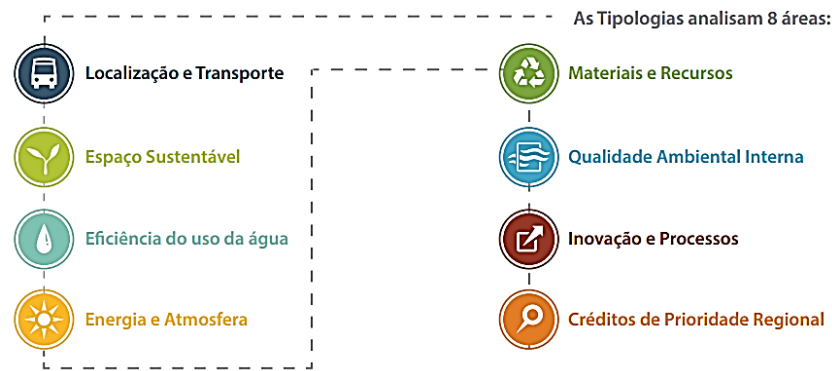 As Tipologias analisam 8 áreas:
Localização e Transporte
Espaço Sustentável
Eficiência do uso da água
Energia e Atmosfera
Materiais e Recursos
Qualidade Ambiental Interna
Inovação e Processos
Créditos de Prioridade Regional